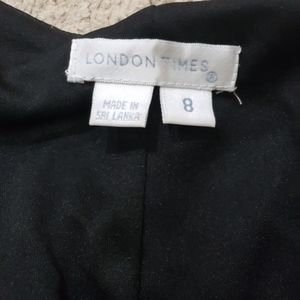 LONDON TIMES ®
MADE IN
SRI LANKA
8